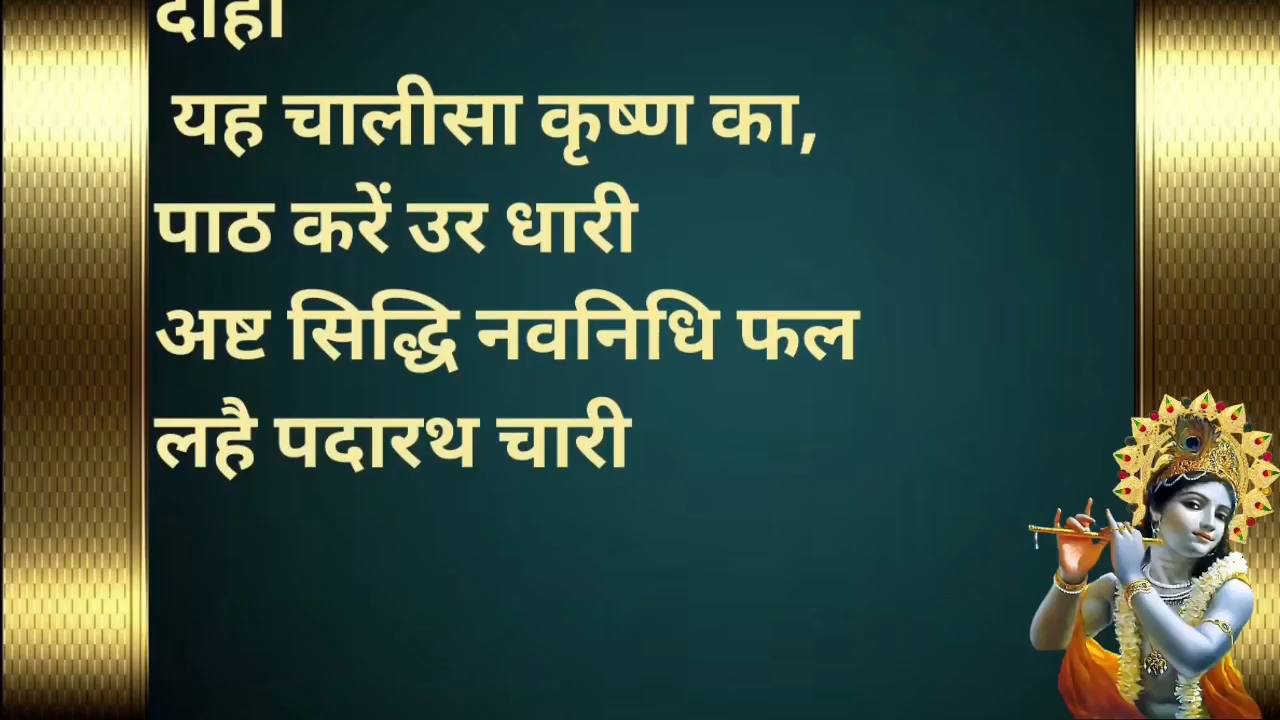 दोहा
यह चालीसा कृष्ण का,
पाठ करें उर धारी
अष्ट सिद्धि नवनिधि फल
लहै पदारथ चारी